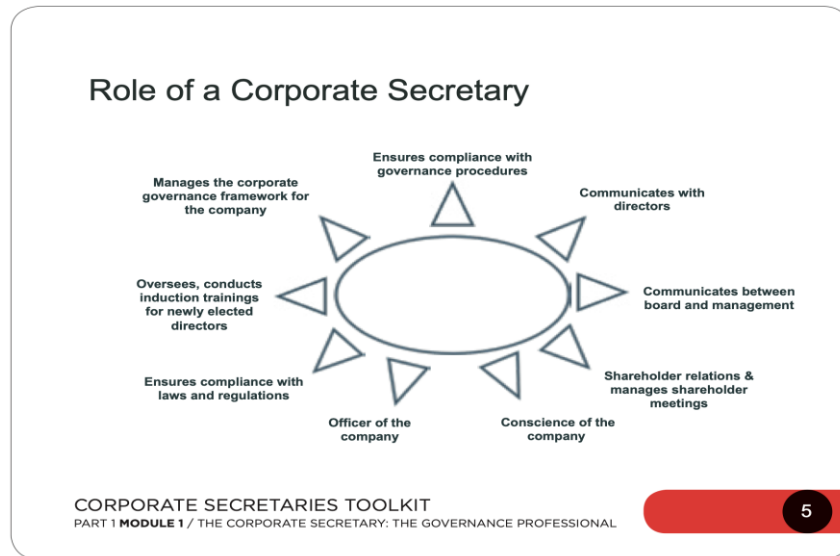 Role of a Corporate Secretary
Ensures compliance with
governance procedures
Manages the corporate
governance framework for
the company
Communicates with
directors
Oversees, conducts
induction trainings
for newly elected
directors
Communicates between
board and management
Ensures compliance with
laws and regulations
Shareholder relations &
manages shareholder
meetings
Officer of the
company
Conscience of the
company
CORPORATE SECRETARIES TOOLKIT
PART 1 MODULE 1 / THE CORPORATE SECRETARY: THE GOVERNANCE PROFESSIONAL
5